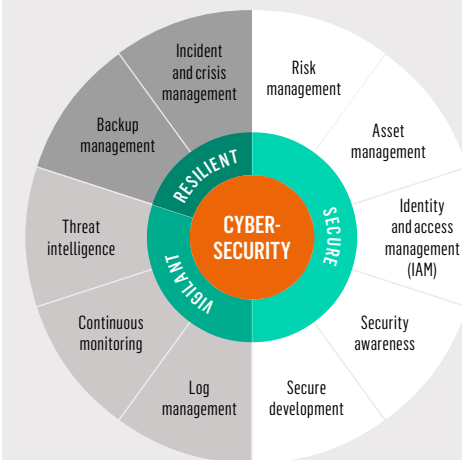 Incident
and crisis
management
Risk
management
Backup
management
Asset
management
RESILIENT
Threat
intelligence
CYBER-
SECURITY
SECURE
Identity
and access
management
(IAM)
VIGILANT
Continuous
monitoring
Security
awareness
Log
management
Secure
development